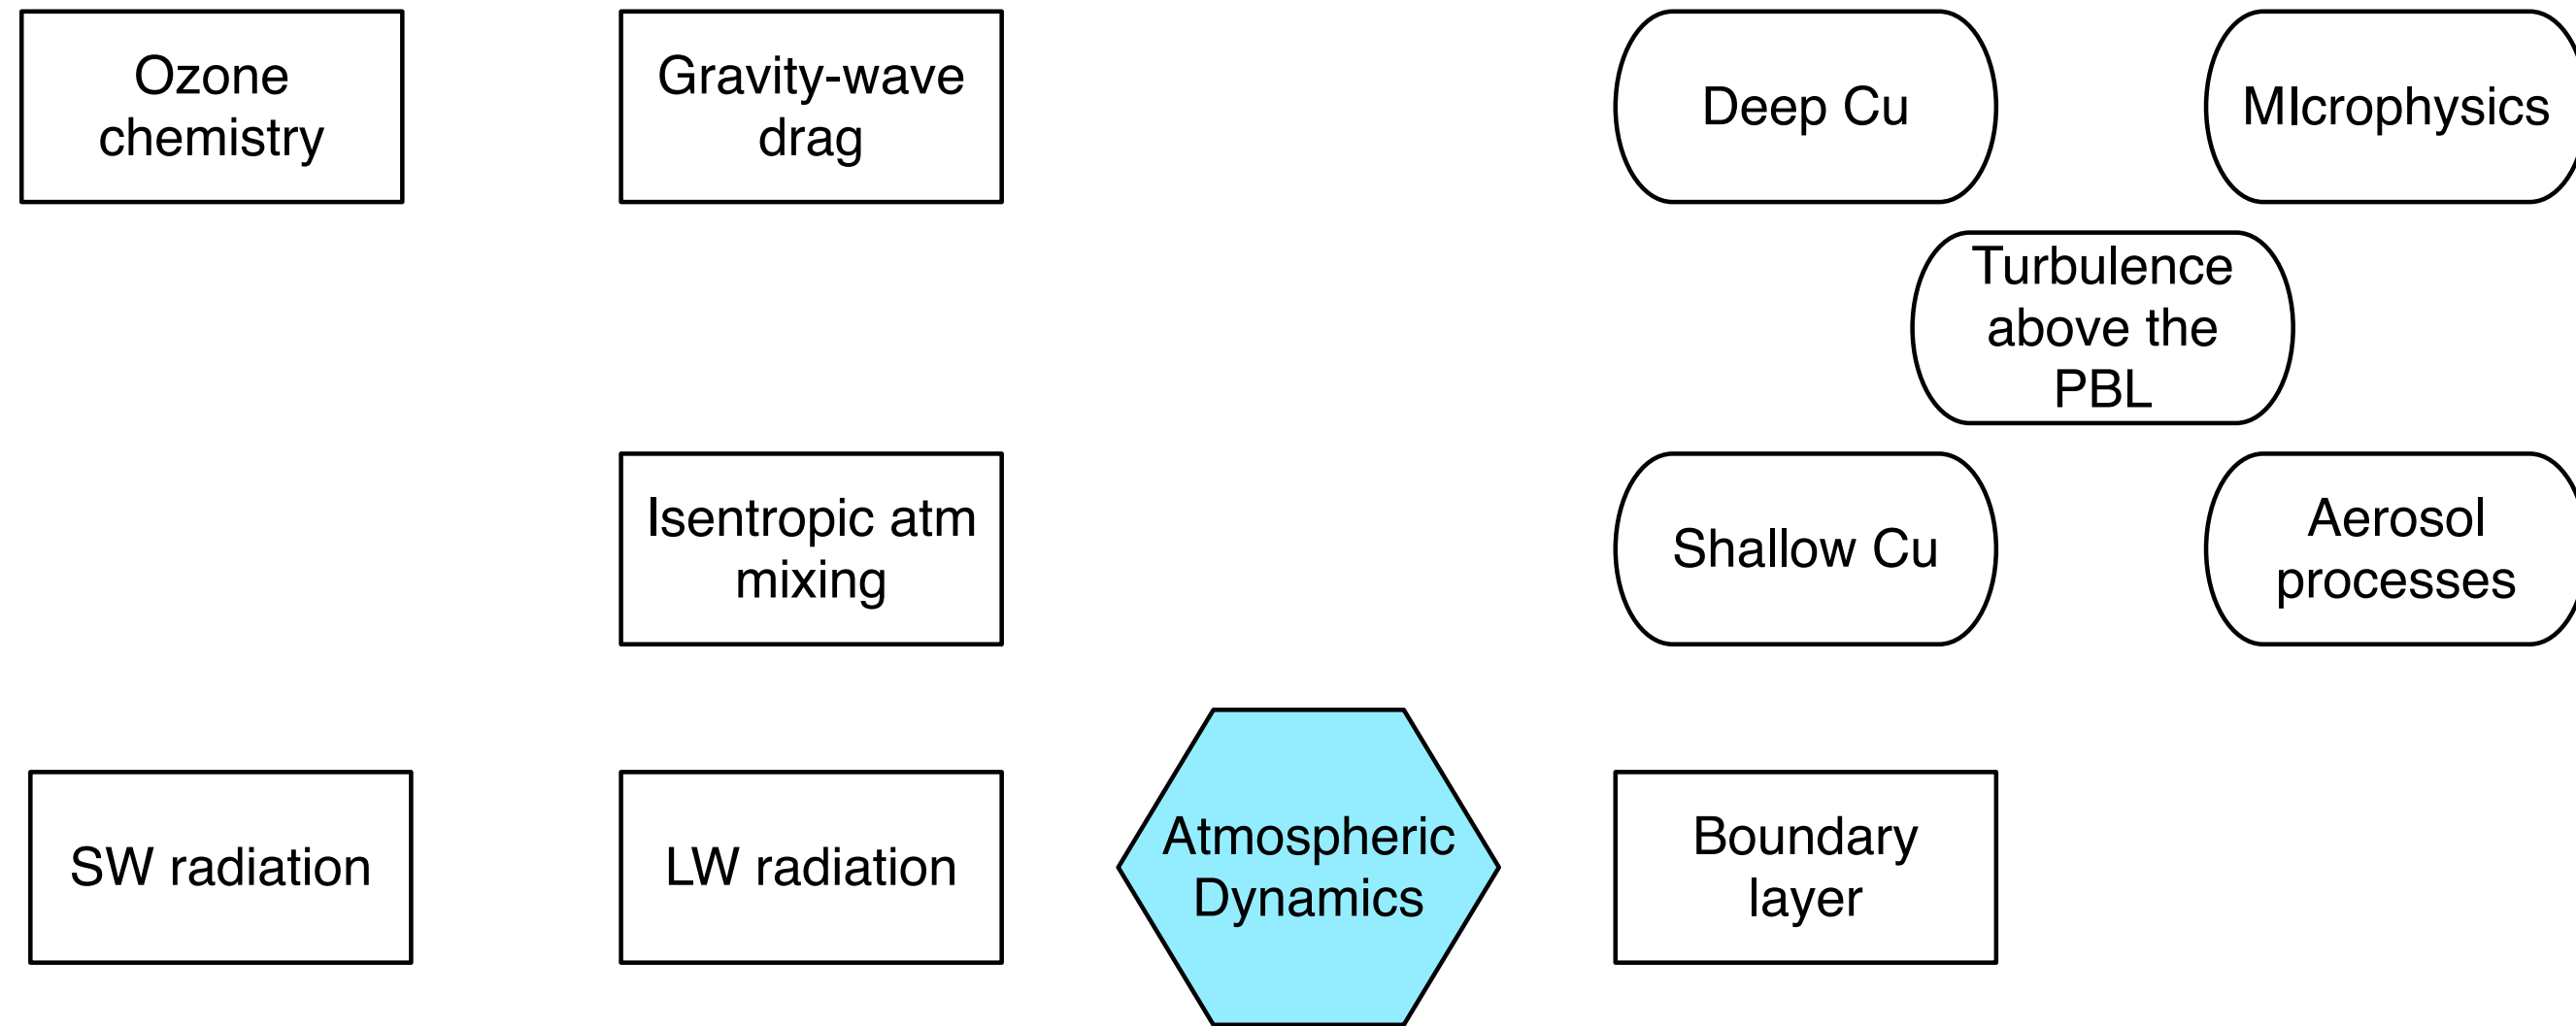 Ozone
chemistry
Gravity-wave
drag
Deep Cu
MIcrophysics
Turbulence
above the
PBL
Isentropic atm
mixing
Shallow Cu
Aerosol
processes
SW radiation
LW radiation
Atmospheric
Dynamics
Boundary
layer